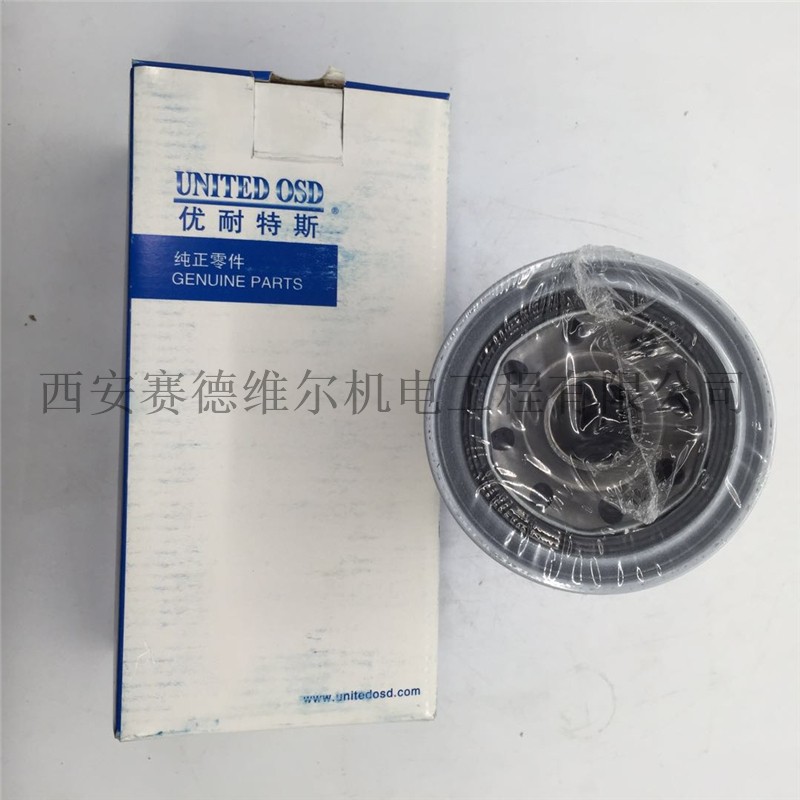 UNITED OSD
优耐特斯®
纯正零件
GENUINE PARTS
西安赛德维尔机电工程有限公司
www.unitedosd.com